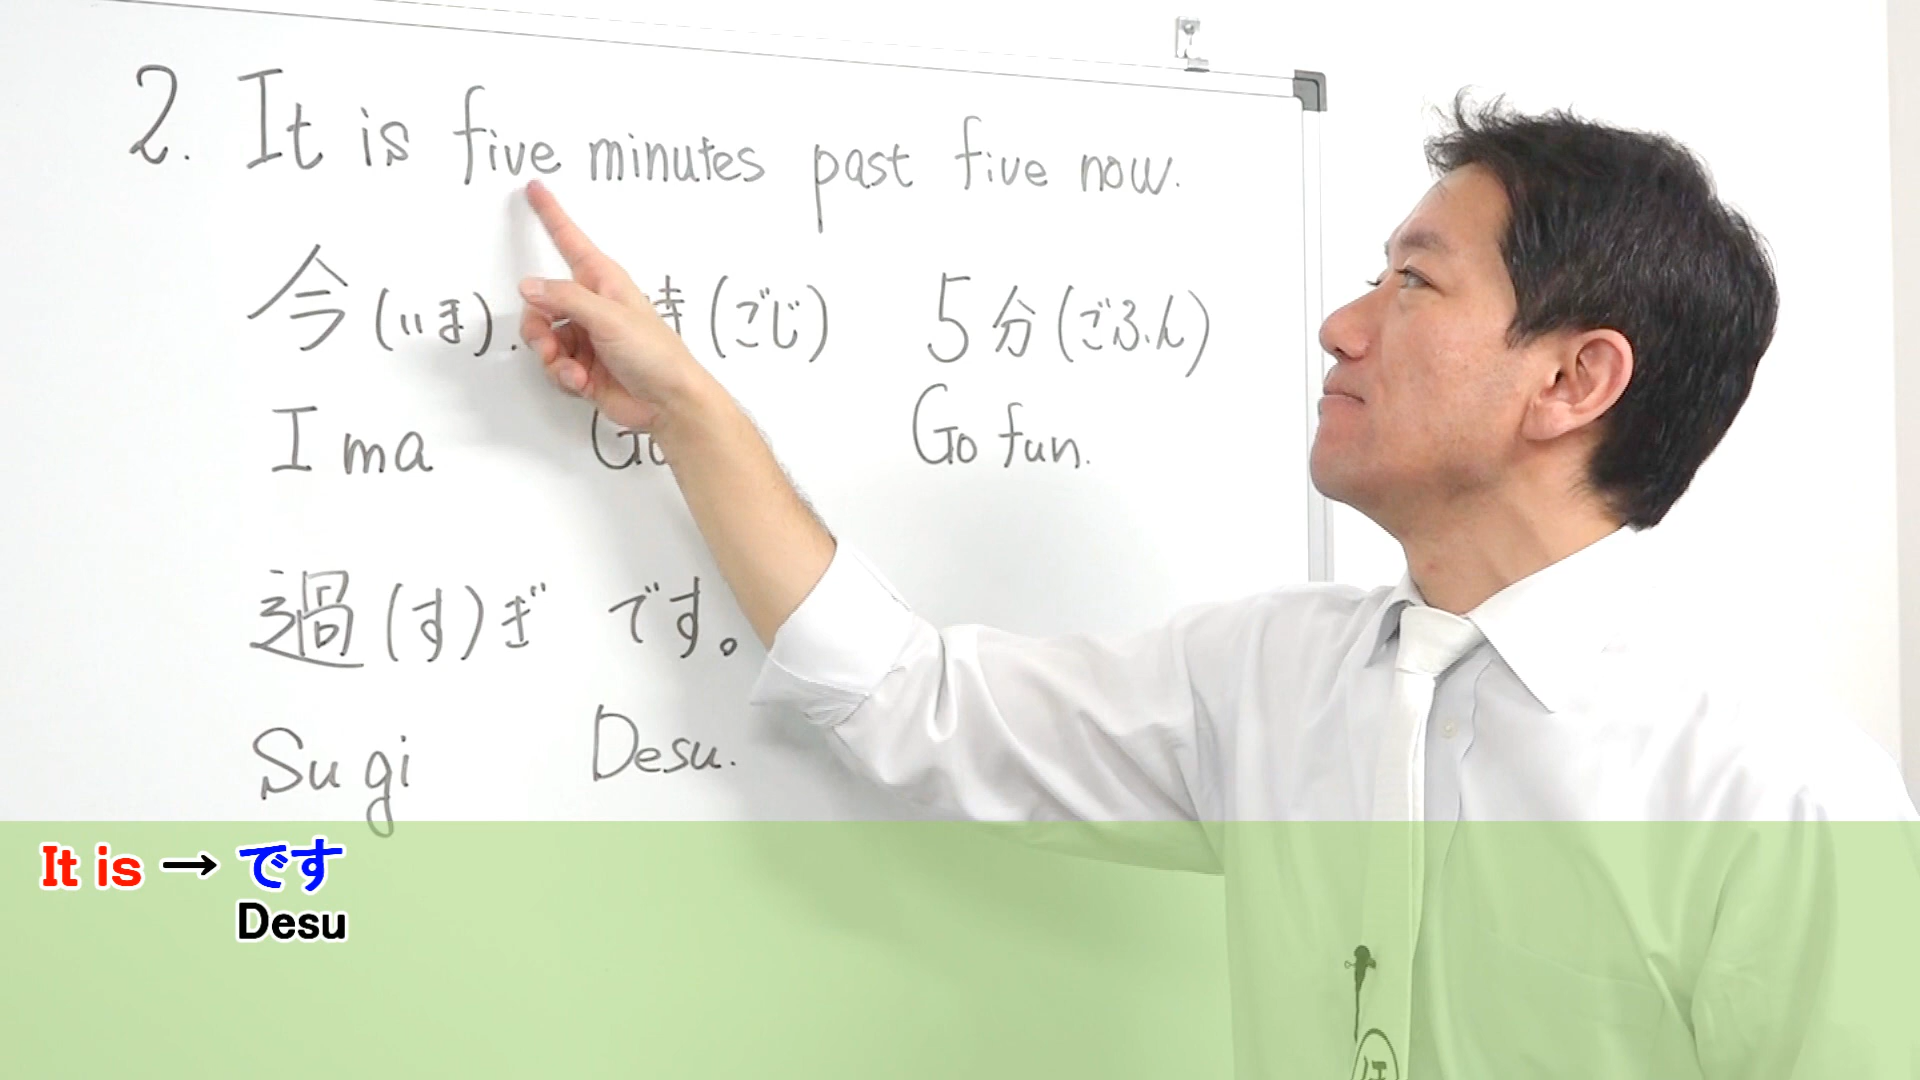 2. It is five minutes past five now.
今(いま). 時(ごじ) 5分(ごふん)
Ima Go Go fun.
過(す)ぎ です。
Sugi Desu.
It is → です
Desu